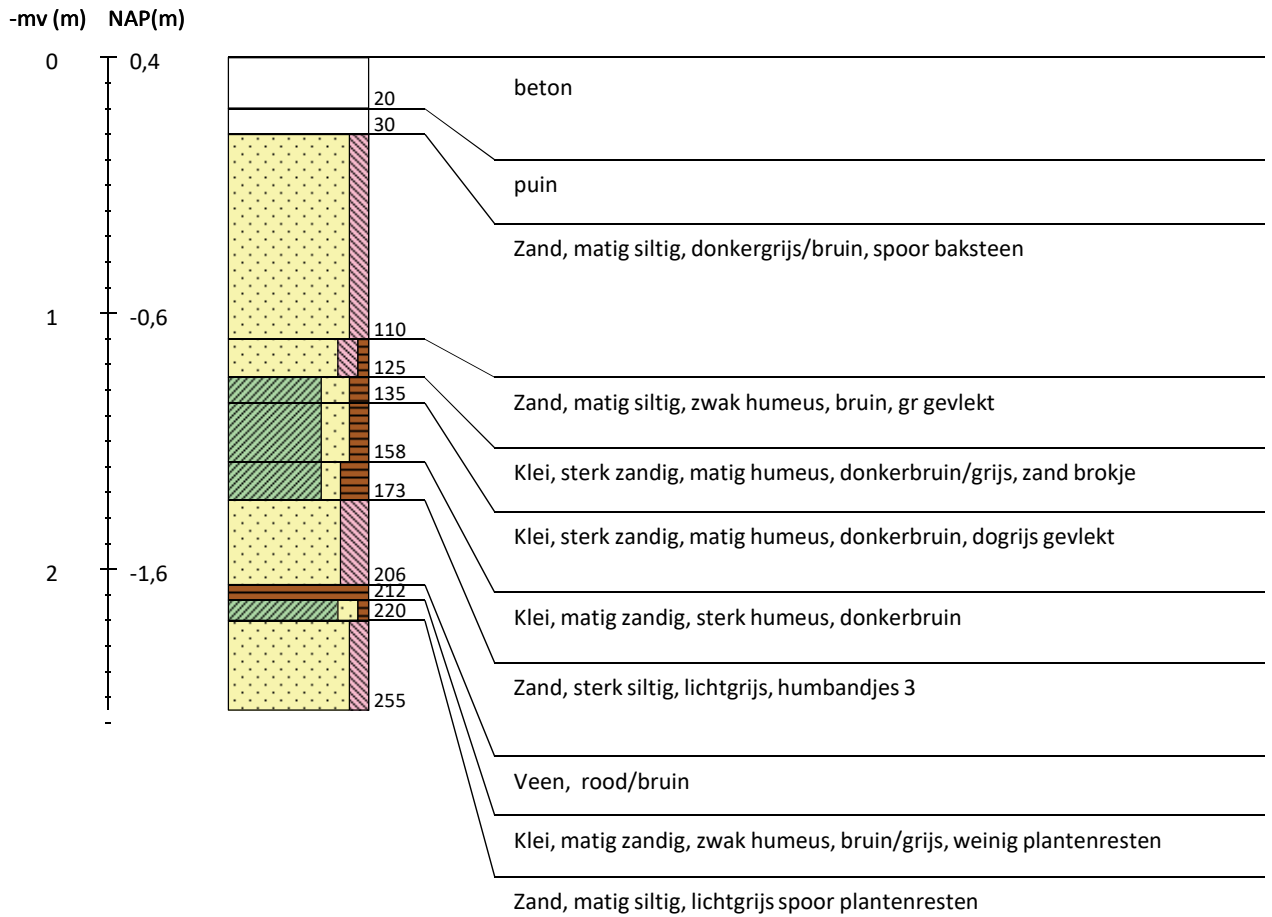 -mv (m) NAP(m)
0 0,4
beton
20
30
puin
Zand, matig siltig, donkergrijs/bruin, spoor baksteen
1 -0,6
110
125
Zand, matig siltig, zwak humeus, bruin, gr gevlekt
135
158
Klei, sterk zandig, matig humeus, donkerbruin/grijs, zand brokje
173
Klei, sterk zandig, matig humeus, donkerbruin, dogrijs gevlekt
2 -1,6
206
212
220
Klei, matig zandig, sterk humeus, donkerbruin
Zand, sterk siltig, lichtgrijs, humbandjes 3
255
Veen, rood/bruin
Klei, matig zandig, zwak humeus, bruin/grijs, weinig plantenresten
Zand, matig siltig, lichtgrijs spoor plantenresten